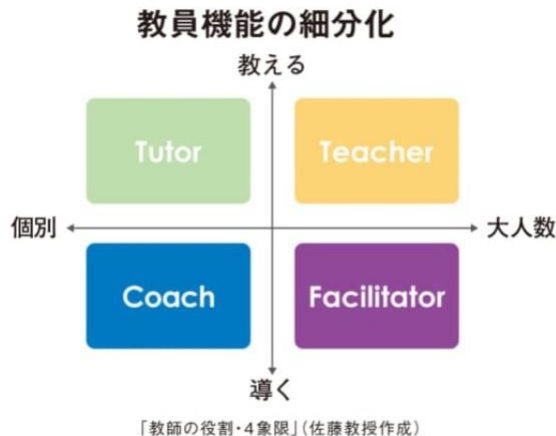 教員機能の細分化
教える
Tutor
Teacher
個別
大人数
Coach
Facilitator
導く
「教師の役割・4象限」(佐藤教授作成)